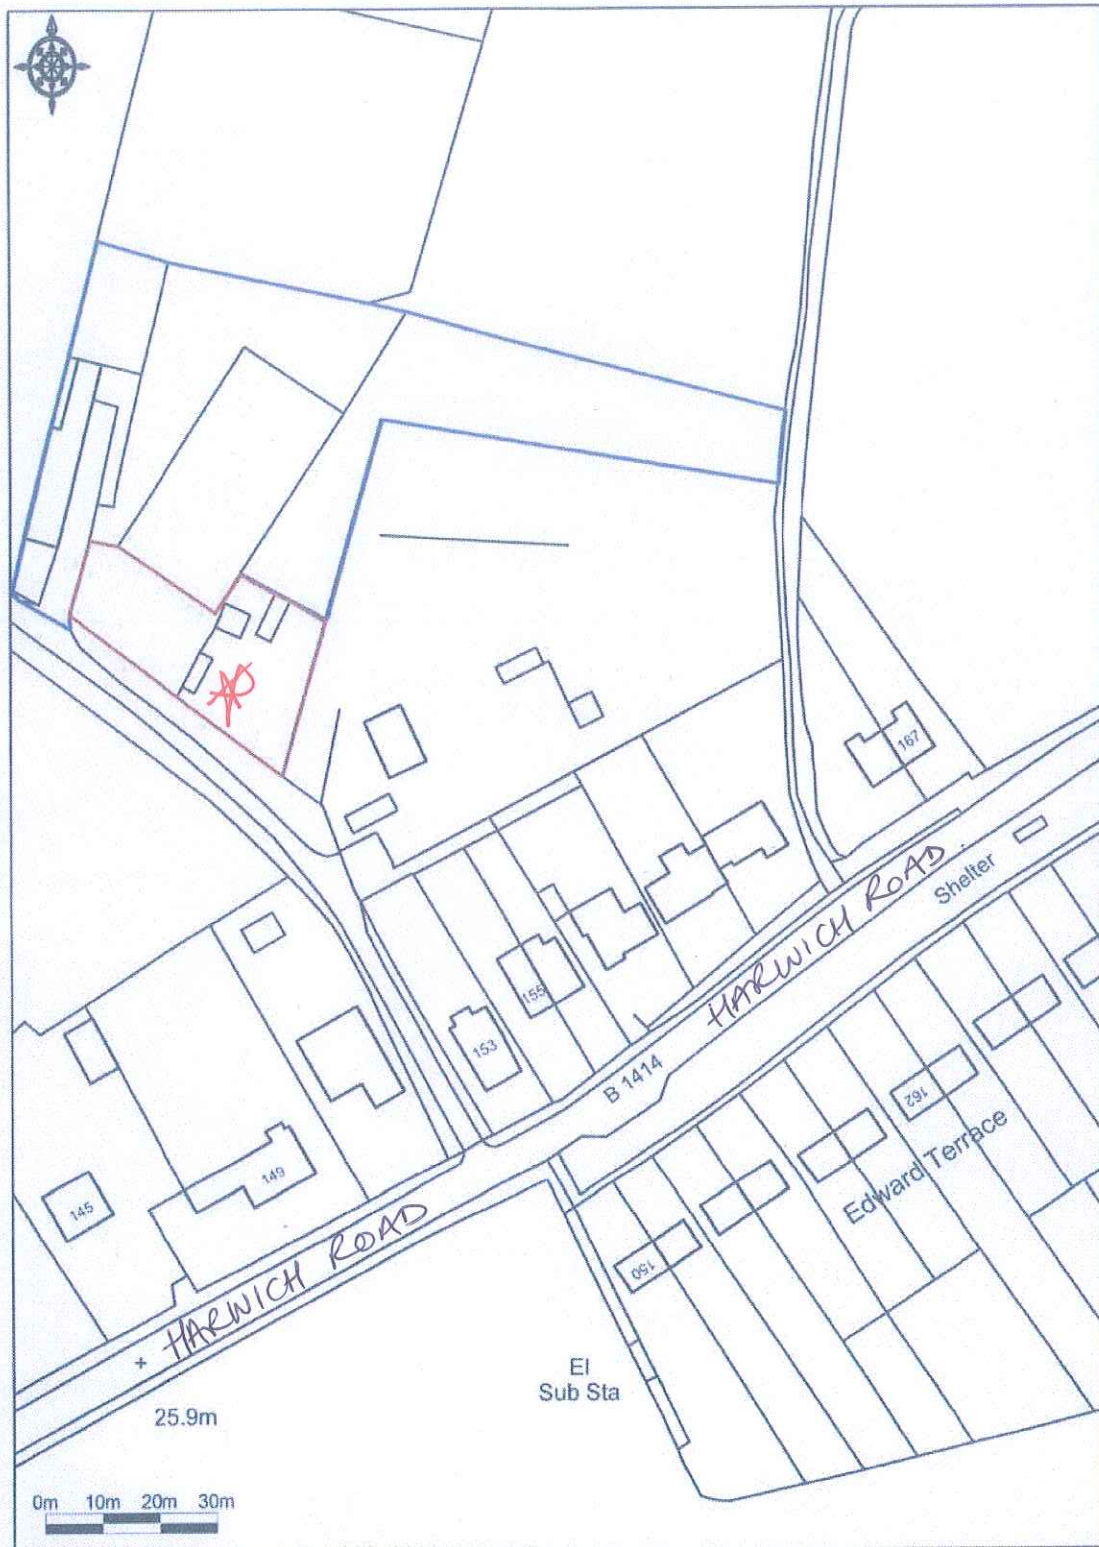 167
HARWICH ROAD.
Shelter
155
153
B 1414
162
Edward Terrace
149
145
150
HARWICH ROAD
El
Sub Sta
25.9m
0m 10m 20m 30m